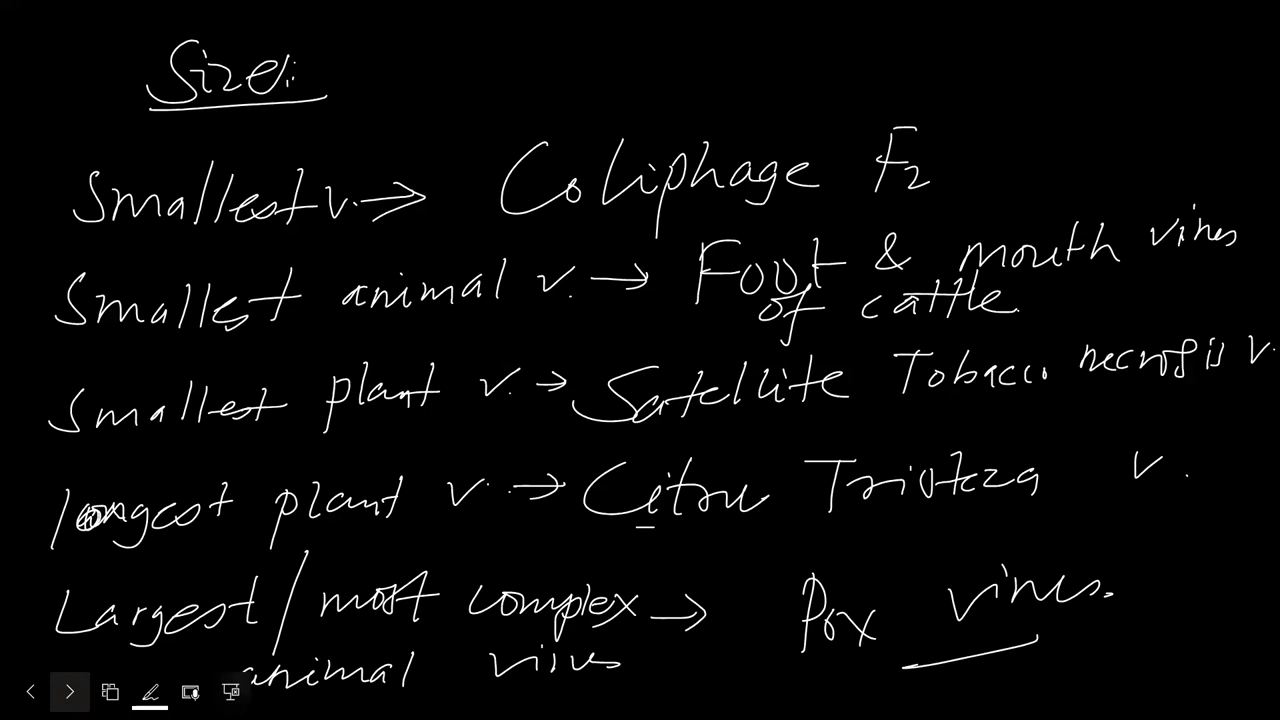 Size:
Smallest v. → Coliphage F2
Smallest animal v. → Foot & mouth virus
of cattle.
Smallest plant v. → Satellite Tobacco necrosis v.
longest plant v. → Citrus Tristeza v.
Largest/most complex → Pox virus.
animal virus